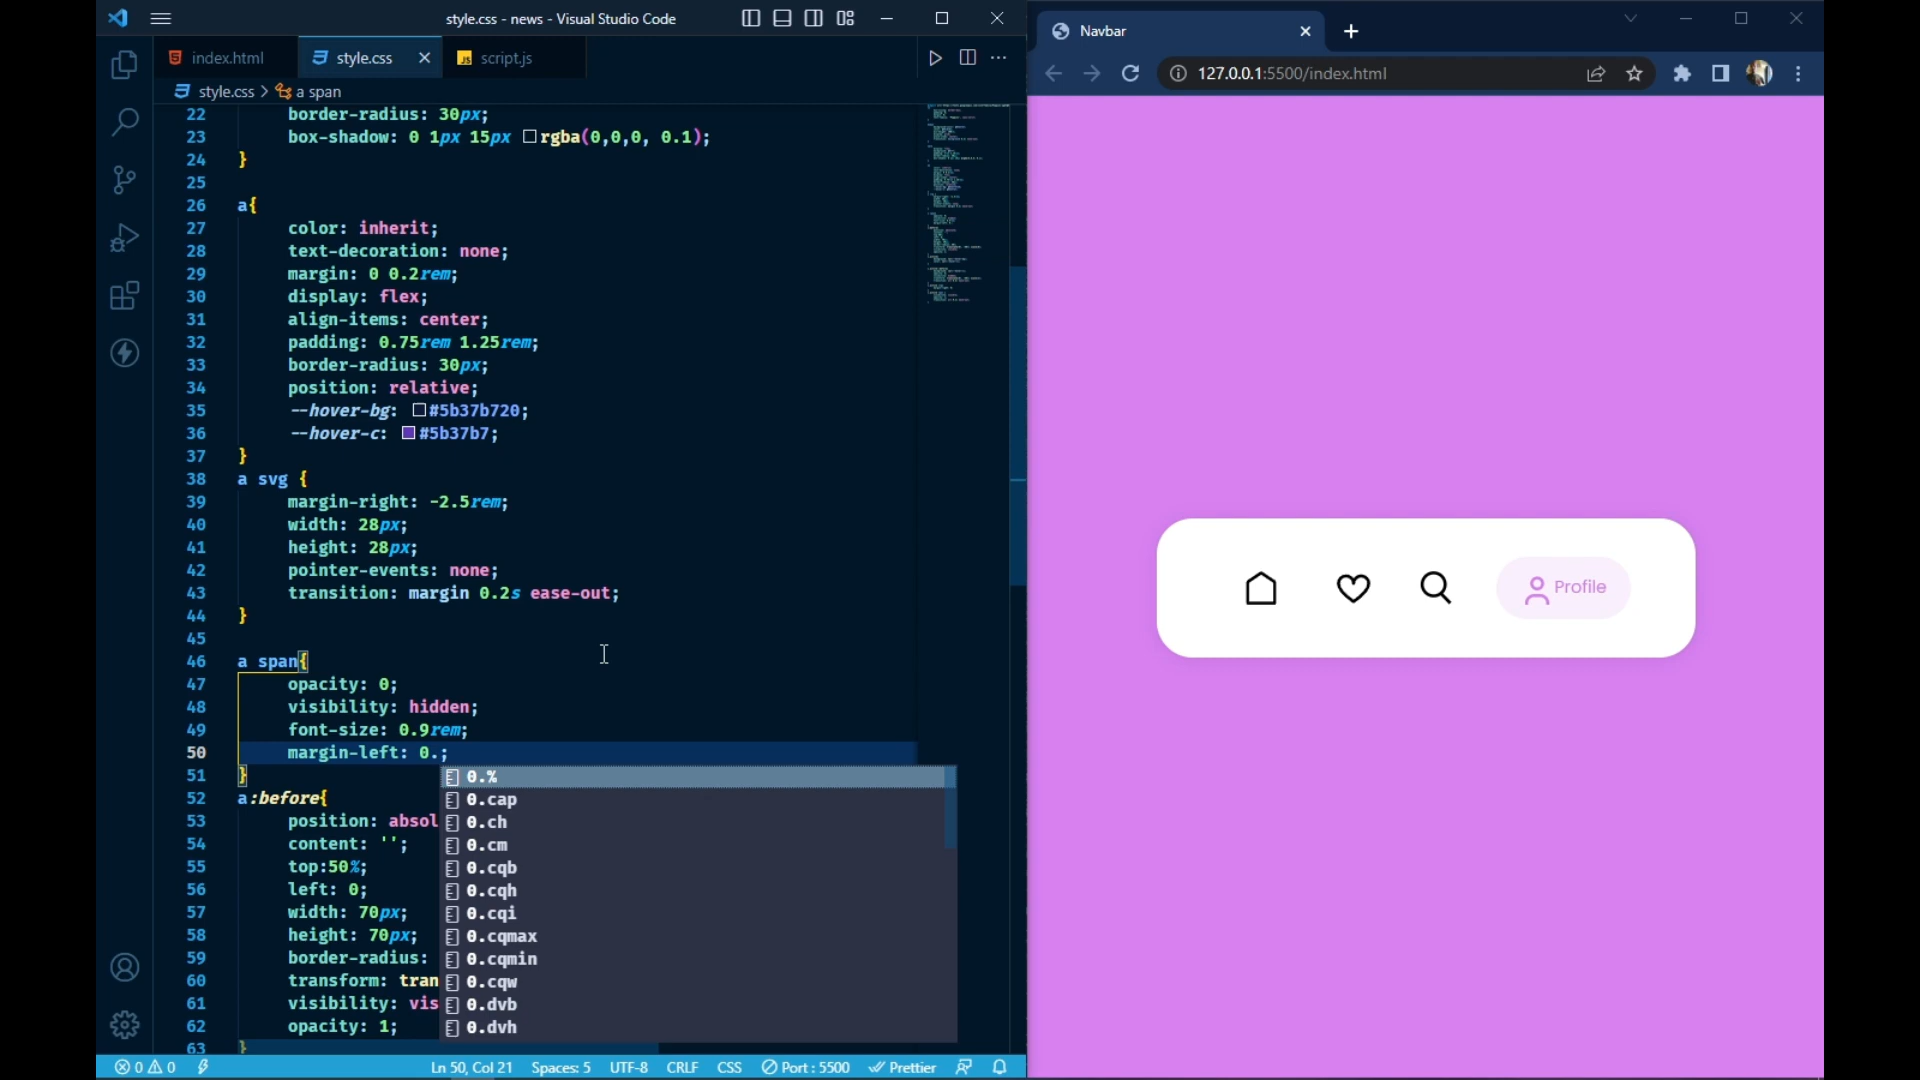 style.css - news - Visual Studio Code
index.html
style.css
script.js
style.css > a span
22 border-radius: 30px;
23 box-shadow: 0 1px 15px rgba(0,0,0, 0.1);
24 }
25
26 a{
27 color: inherit;
28 text-decoration: none;
29 margin: 0 0.2rem;
30 display: flex;
31 align-items: center;
32 padding: 0.75rem 1.25rem;
33 border-radius: 30px;
34 position: relative;
35 --hover-bg: #5b37b720;
36 --hover-c: #5b37b7;
37 }
38 a svg {
39 margin-right: -2.5rem;
40 width: 28px;
41 height: 28px;
42 pointer-events: none;
43 transition: margin 0.2s ease-out;
44 }
45
46 a span{
47 opacity: 0;
48 visibility: hidden;
49 font-size: 0.9rem;
50 margin-left: 0.;
51 }
52 a:before{
53 position: absol
54 content: '';
55 top:50%;
56 left: 0;
57 width: 70px;
58 height: 70px;
59 border-radius:
60 transform: tran
61 visibility: vis
62 opacity: 1;
63 }
0.%
0.cap
0.ch
0.cm
0.cqb
0.cqh
0.cqi
0.cqmax
0.cqmin
0.cqw
0.dvb
0.dvh
0 0
Ln 50, Col 21
Spaces: 5
UTF-8
CRLF
CSS
Port : 5500
Prettier
Navbar
127.0.0.1:5500/index.html
Profile